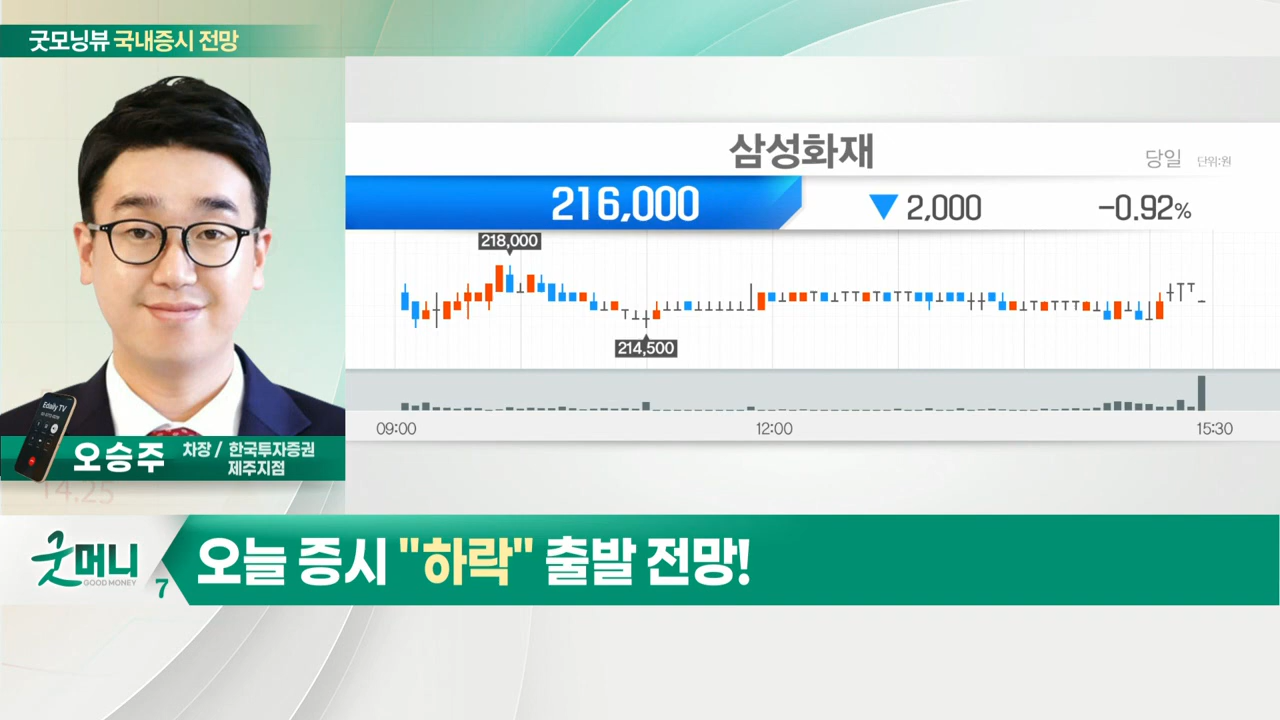 굿모닝뷰 국내증시 전망
삼성화재
당일 단위:원
216,000 ▼ 2,000 -0.92%
218,000
214,500
09:00 12:00 15:30
Edaily TV
오승주 차장 / 한국투자증권
제주지점
14.25
굿머니
GOOD MONEY
7
오늘 증시 "하락" 출발 전망!